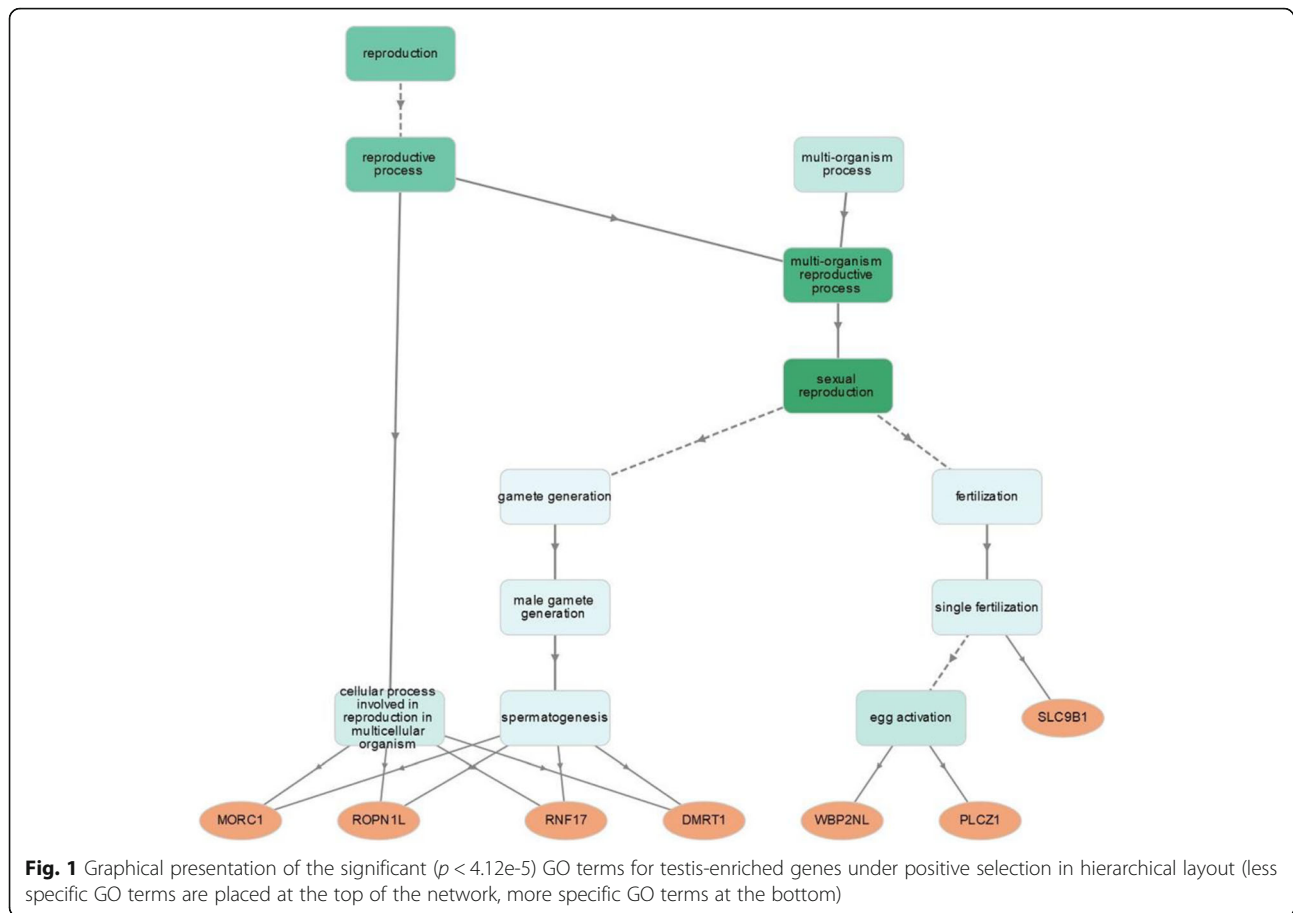 reproduction
reproductive
process
multi-organism
process
multi-organism
reproductive
process
sexual
reproduction
gamete generation
fertilization
male gamete
generation
single fertilization
cellular process
involved in
reproduction in
multicellular
organism
spermatogenesis
egg activation
SLC9B1
MORC1
ROPN1L
RNF17
DMRT1
WBP2NL
PLCZ1
Fig. 1 Graphical presentation of the significant (p < 4.12e-5) GO terms for testis-enriched genes under positive selection in hierarchical layout (less
specific GO terms are placed at the top of the network, more specific GO terms at the bottom)